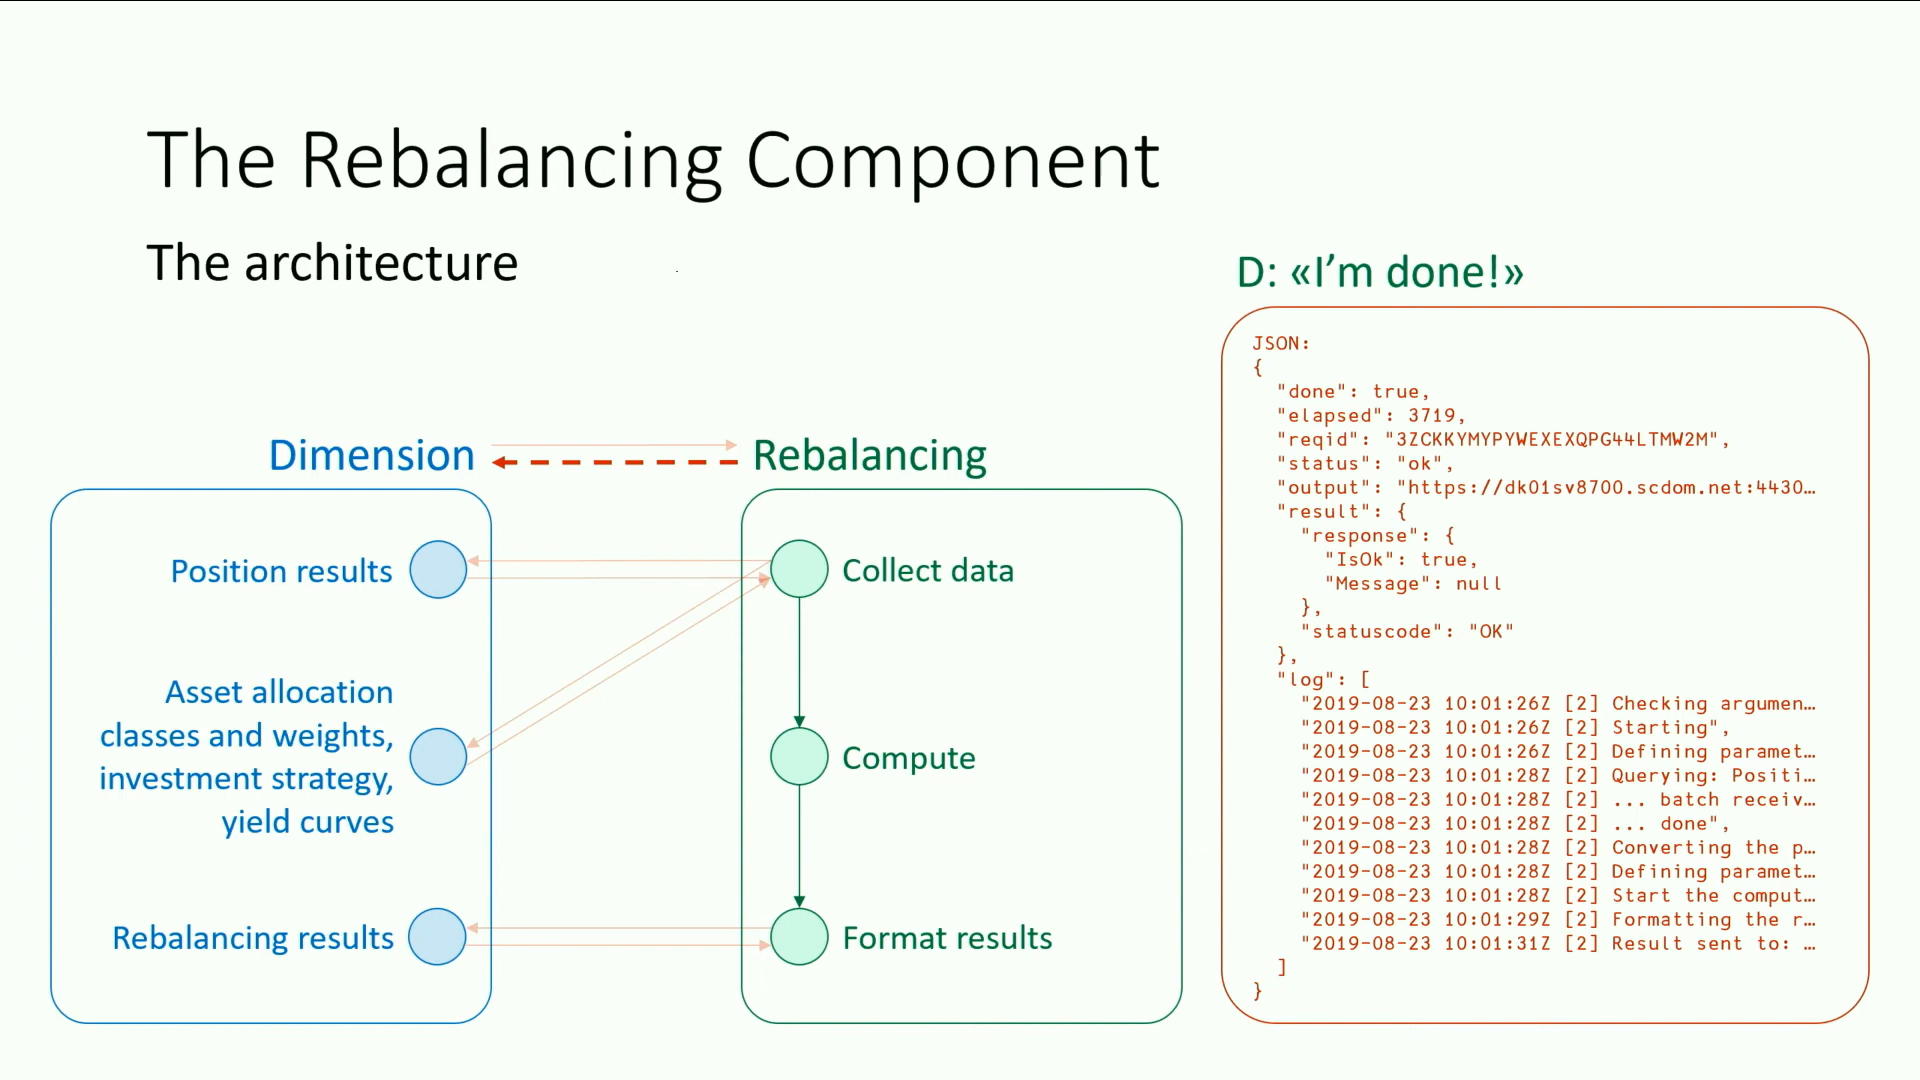 The Rebalancing Component
The architecture
Dimension
Rebalancing
Position results
Asset allocation
classes and weights,
investment strategy,
yield curves
Rebalancing results
Collect data
Compute
Format results
D: «I’m done!»
JSON:
{
"done": true,
"elapsed": 3719,
"reqid": "3ZCKKYMYPYWEXEXQPG44LTMW2M",
"status": "ok",
"output": "https://dk01sv8700.scdom.net:4430…
"result": {
"response": {
"IsOk": true,
"Message": null
},
"statuscode": "OK"
},
"log": [
"2019-08-23 10:01:26Z [2] Checking argumen…
"2019-08-23 10:01:26Z [2] Starting",
"2019-08-23 10:01:26Z [2] Defining paramet…
"2019-08-23 10:01:28Z [2] Querying: Positi…
"2019-08-23 10:01:28Z [2] ... batch receiv…
"2019-08-23 10:01:28Z [2] ... done",
"2019-08-23 10:01:28Z [2] Converting the p…
"2019-08-23 10:01:28Z [2] Defining paramet…
"2019-08-23 10:01:28Z [2] Start the comput…
"2019-08-23 10:01:29Z [2] Formatting the r…
"2019-08-23 10:01:31Z [2] Result sent to: …
]
}